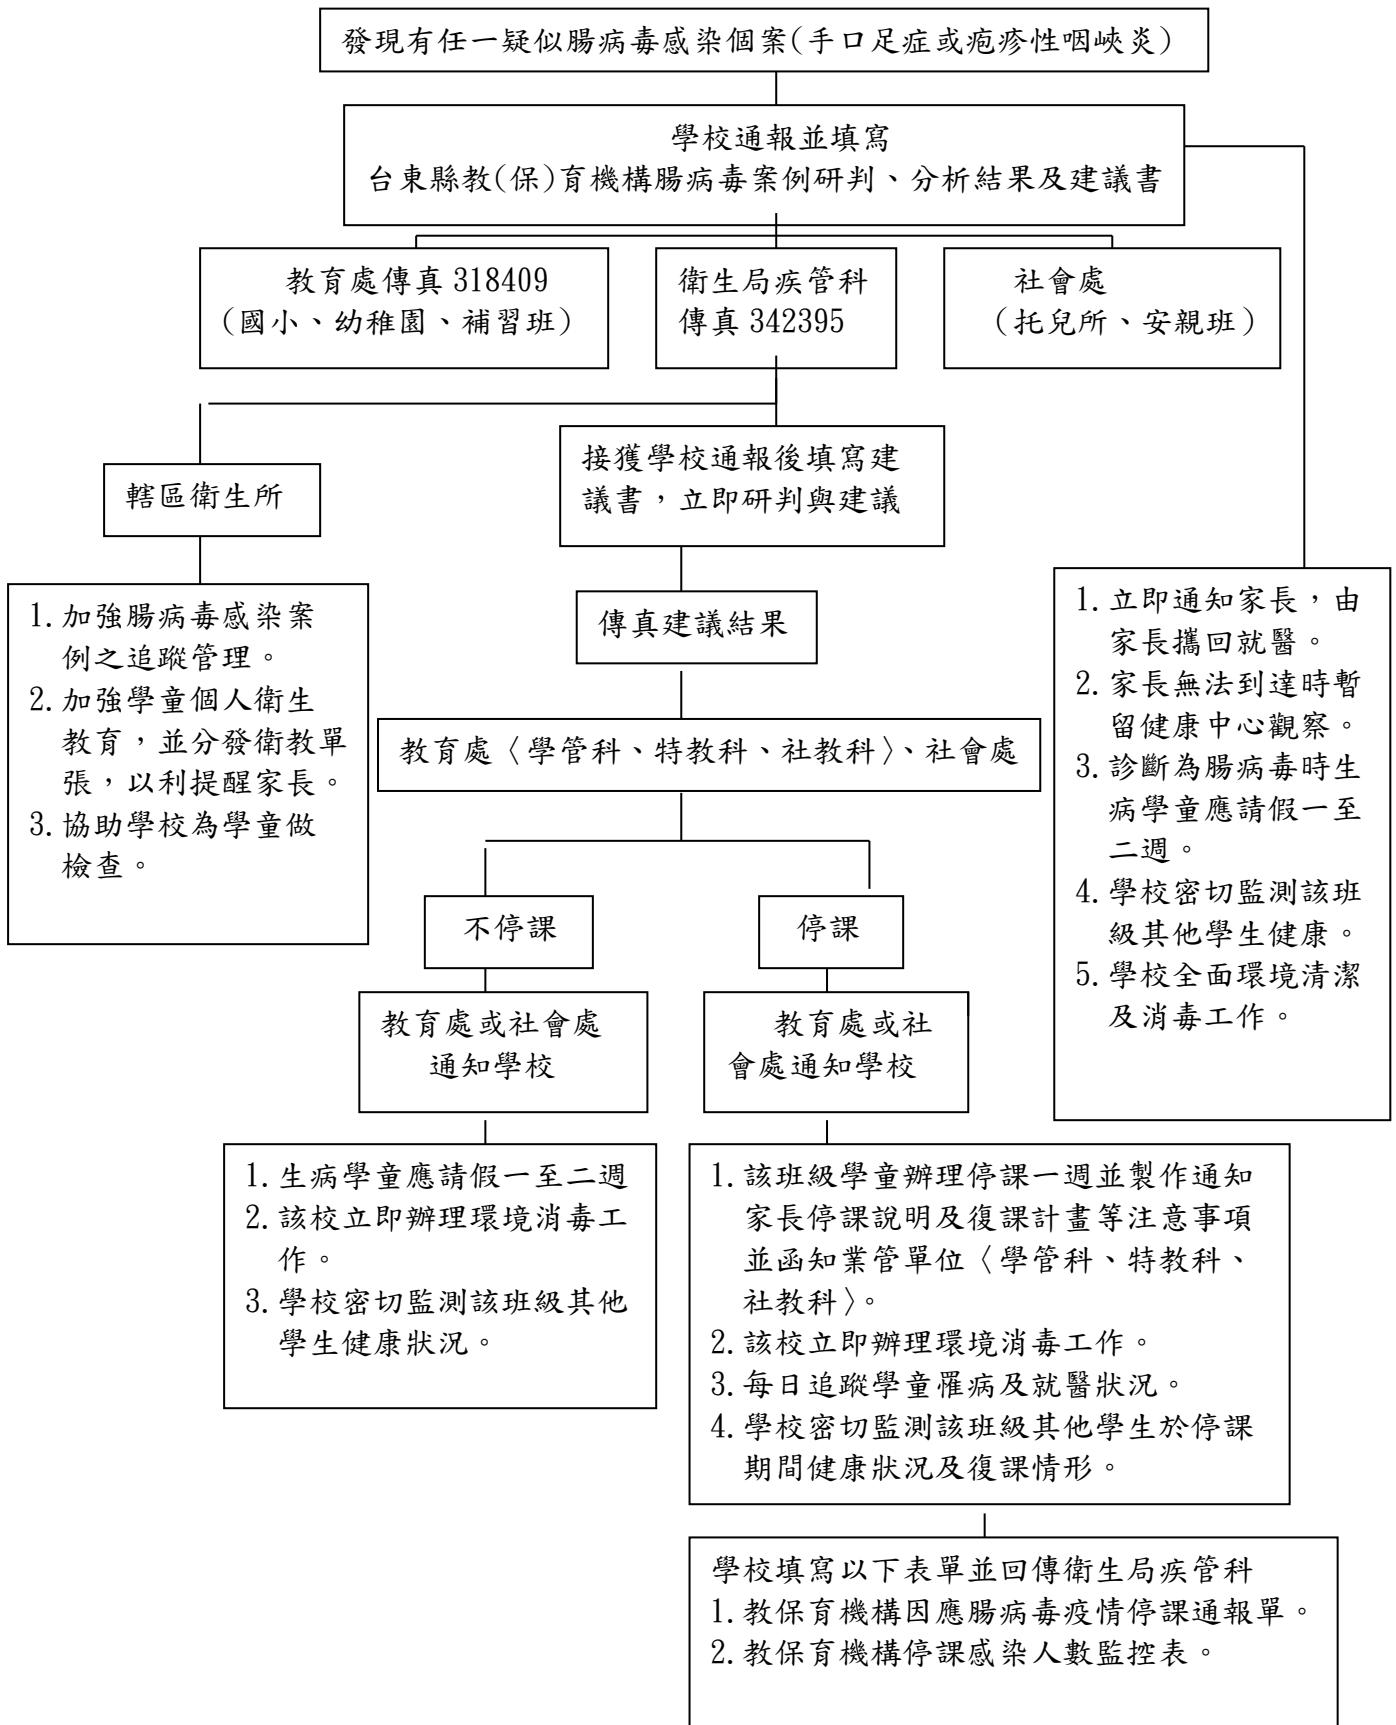 發現有任一疑似腸病毒感染個案(手口足症或疱疹性咽峽炎)
學校通報並填寫
台東縣教(保)育機構腸病毒案例研判、分析結果及建議書
教育處傳真 318409
(國小、幼稚園、補習班)
衛生局疾管科
傳真 342395
社會處
(托兒所、安親班)
轄區衛生所
接獲學校通報後填寫建
議書，立即研判與建議
1.加強腸病毒感染案
例之追蹤管理。
2.加強學童個人衛生
教育，並分發衛教單
張，以利提醒家長。
3.協助學校為學童做
檢查。
傳真建議結果
教育處〈學管科、特教科、社教科〉、社會處
1.立即通知家長，由
家長攜回就醫。
2.家長無法到達時暫
留健康中心觀察。
3.診斷為腸病毒時生
病學童應請假一至
二週。
4.學校密切監測該班
級其他學生健康。
5.學校全面環境清潔
及消毒工作。
不停課
停課
教育處或社會處
通知學校
教育處或社
會處通知學校
1.生病學童應請假一至二週
2.該校立即辦理環境消毒工
作。
3.學校密切監測該班級其他
學生健康狀況。
1.該班級學童辦理停課一週並製作通知
家長停課說明及復課計畫等注意事項
並函知業管單位〈學管科、特教科、
社教科〉。
2.該校立即辦理環境消毒工作。
3.每日追蹤學童罹病及就醫狀況。
4.學校密切監測該班級其他學生於停課
期間健康狀況及復課情形。
學校填寫以下表單並回傳衛生局疾管科
1.教保育機構因應腸病毒疫情停課通報單。
2.教保育機構停課感染人數監控表。